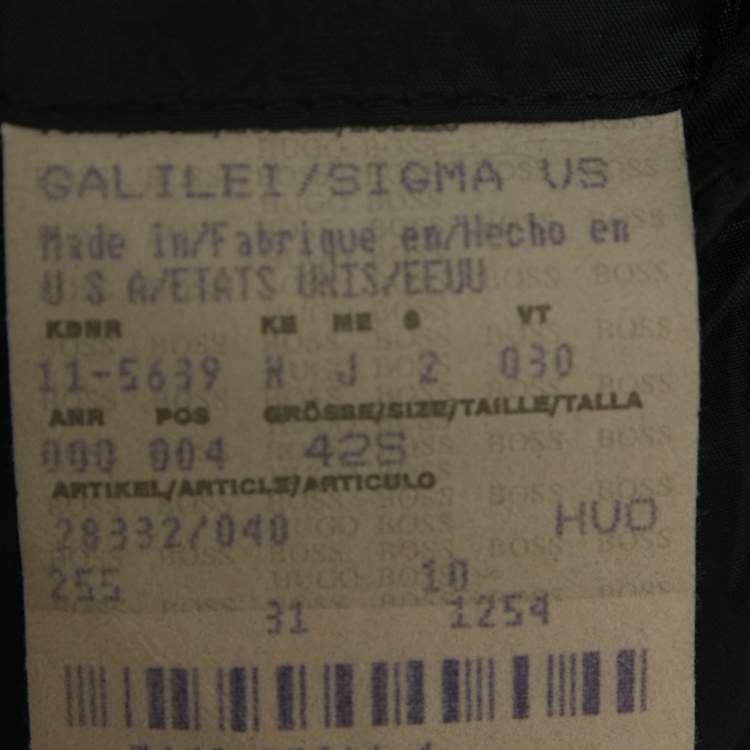 GALILEI/SIGMA US
Made in/Fabrique en/Hecho en
U S A/ETATS UNIS/EEUU
KDNR KE ME S VT
11-5639 H J 2 030
ANR POS GRÖSSE/SIZE/TAILLE/TALLA
000 004 42S
ARTIKEL/ARTICLE/ARTICULO
28332/040 HUO
255 10
31 1254